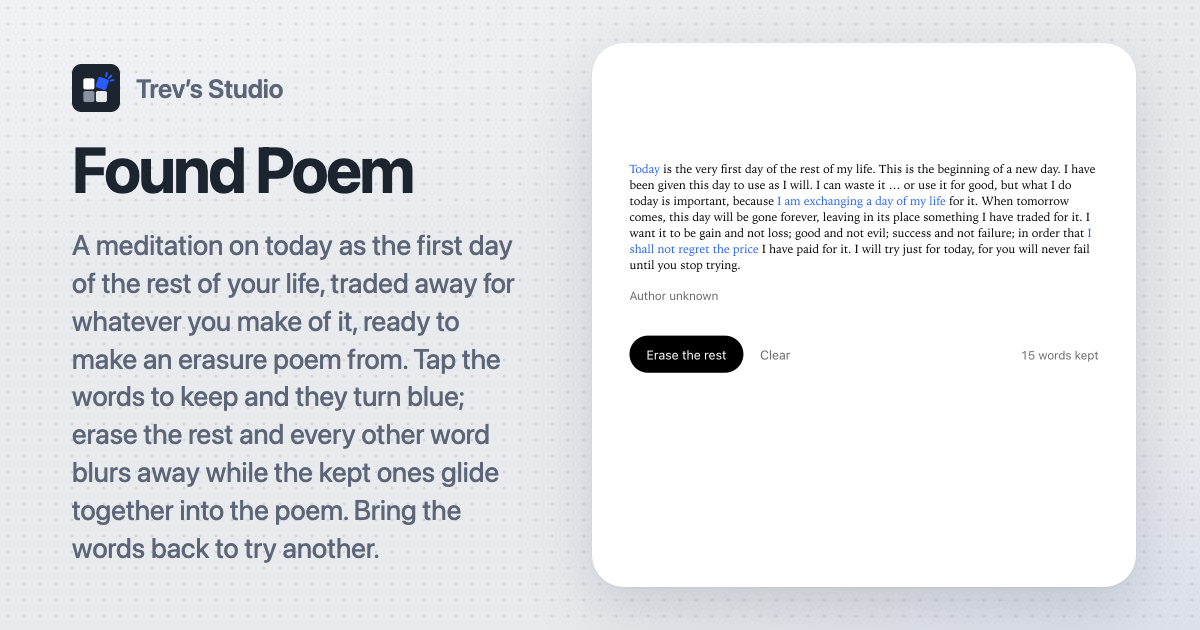 Trev's Studio
Found Poem
A meditation on today as the first day
of the rest of your life, traded away for
whatever you make of it, ready to
make an erasure poem from. Tap the
words to keep and they turn blue;
erase the rest and every other word
blurs away while the kept ones glide
together into the poem. Bring the
words back to try another.
Today is the very first day of the rest of my life. This is the beginning of a new day. I have
been given this day to use as I will. I can waste it … or use it for good, but what I do
today is important, because I am exchanging a day of my life for it. When tomorrow
comes, this day will be gone forever, leaving in its place something I have traded for it. I
want it to be gain and not loss; good and not evil; success and not failure; in order that I
shall not regret the price I have paid for it. I will try just for today, for you will never fail
until you stop trying.
Author unknown
Erase the rest
Clear
15 words kept